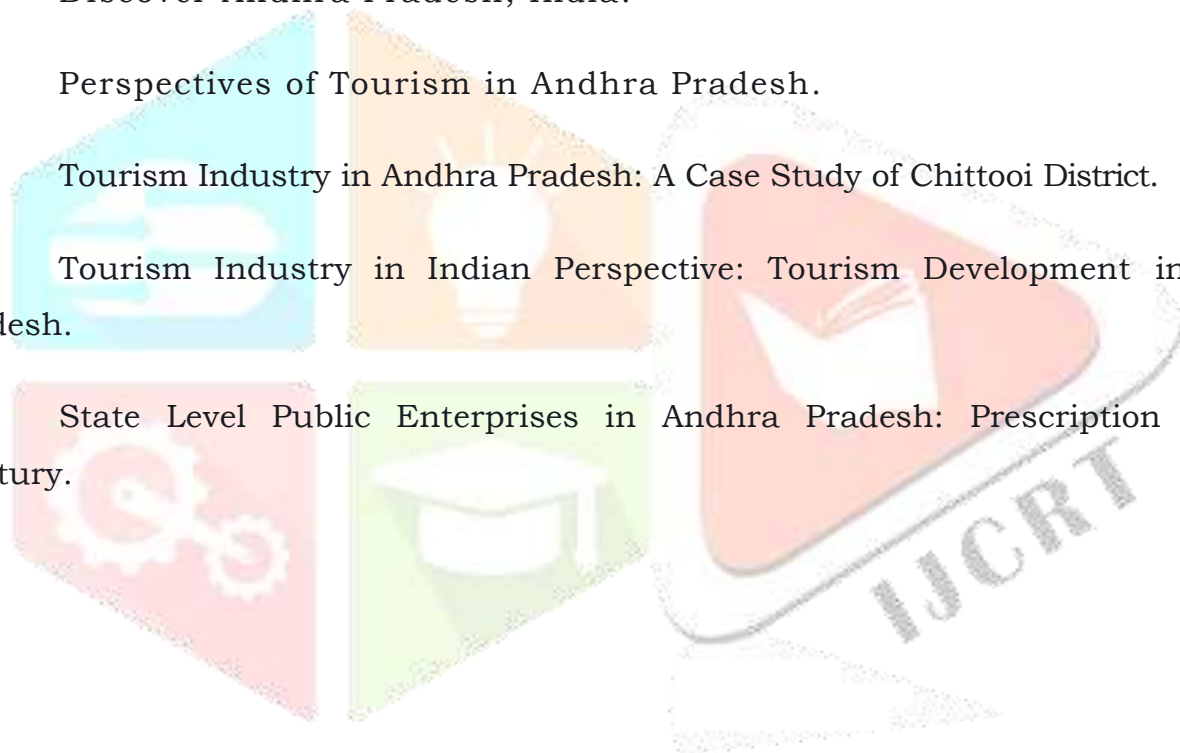 Discover Andhra Pradesh, India.
Perspectives of Tourism in Andhra Pradesh.
Tourism Industry in Andhra Pradesh: A Case Study of Chittooi District.
Tourism Industry in Indian Perspective: Tourism Development in
desh.
State Level Public Enterprises in Andhra Pradesh: Prescription
tury.
IJCRT